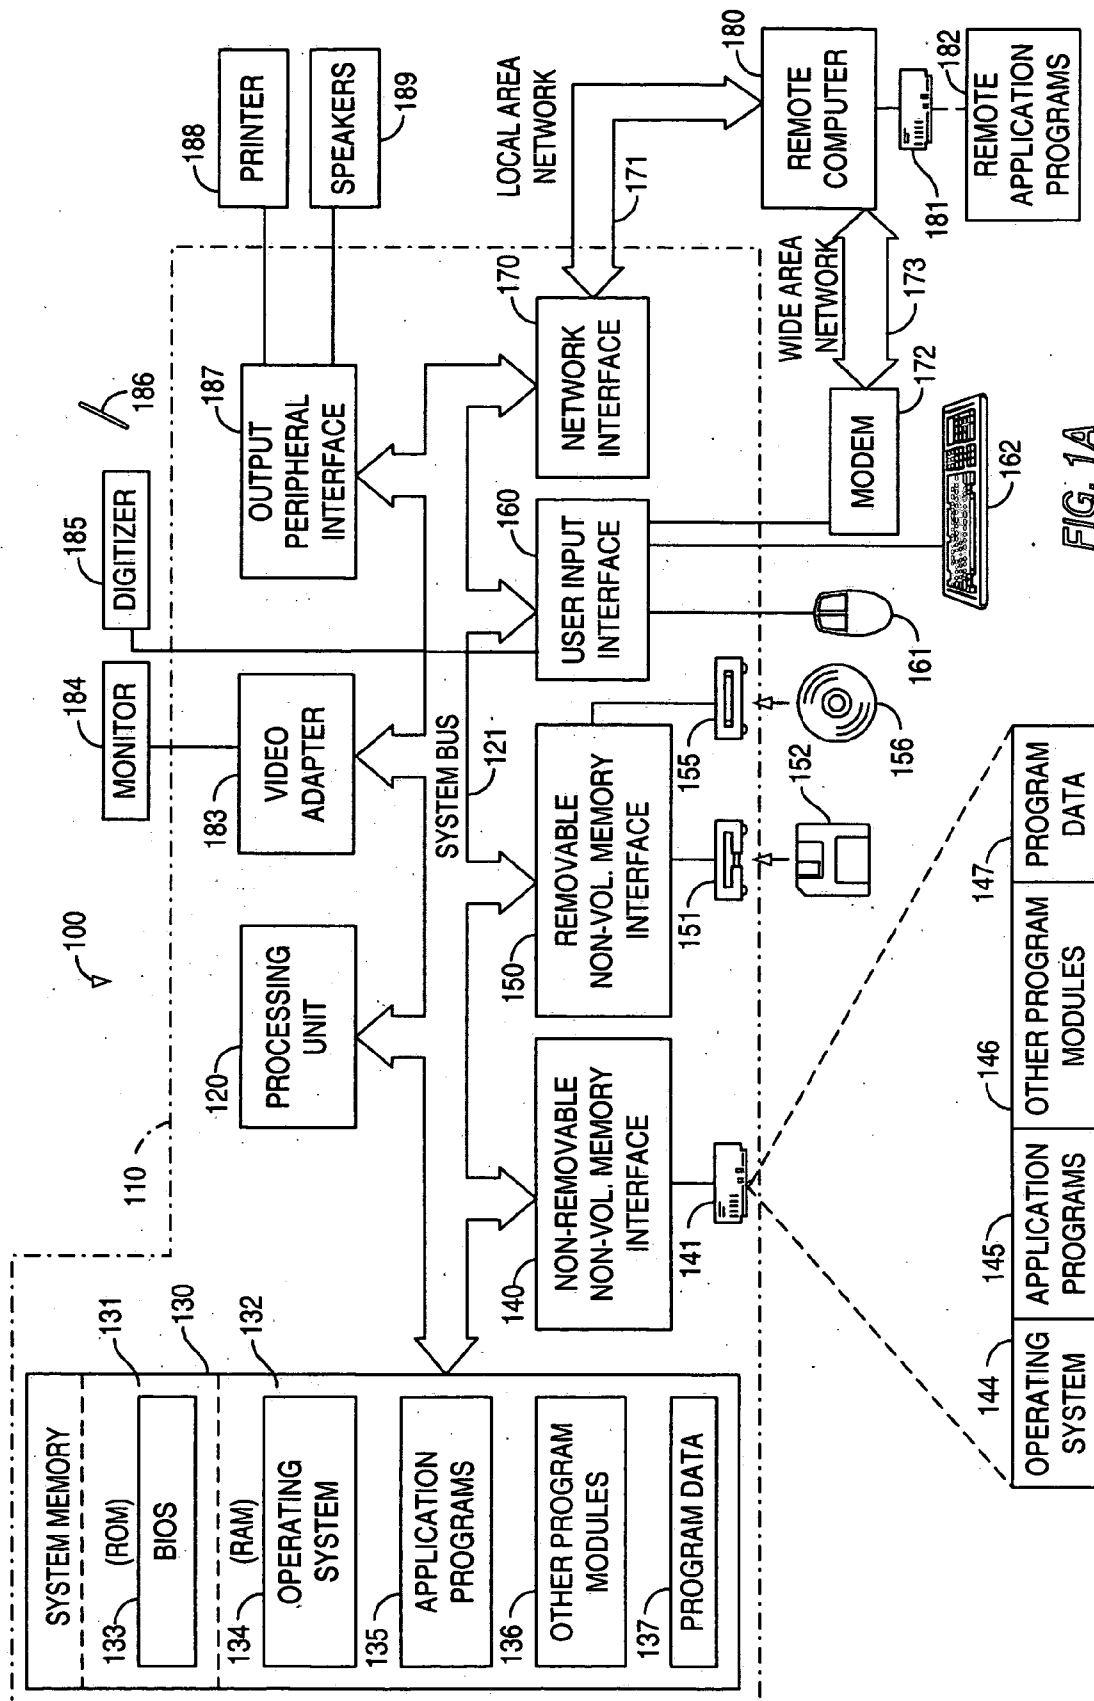 100
110
SYSTEM MEMORY
(ROM)
131
133
BIOS
130
(RAM)
132
134
OPERATING
SYSTEM
135
APPLICATION
PROGRAMS
136
OTHER PROGRAM
MODULES
137
PROGRAM DATA
120
PROCESSING
UNIT
183
VIDEO
ADAPTER
184
MONITOR
185
DIGITIZER
186
187
OUTPUT
PERIPHERAL
INTERFACE
188
PRINTER
SPEAKERS
189
SYSTEM BUS
121
140
NON-REMOVABLE
NON-VOL. MEMORY
INTERFACE
141
150
REMOVABLE
NON-VOL. MEMORY
INTERFACE
151
152
155
156
160
USER INPUT
INTERFACE
161
162
170
NETWORK
INTERFACE
LOCAL AREA
NETWORK
171
WIDE AREA
NETWORK
173
172
MODEM
180
REMOTE
COMPUTER
181
182
REMOTE
APPLICATION
PROGRAMS
144
OPERATING
SYSTEM
145
APPLICATION
PROGRAMS
146
OTHER PROGRAM
MODULES
147
PROGRAM
DATA
FIG. 1A